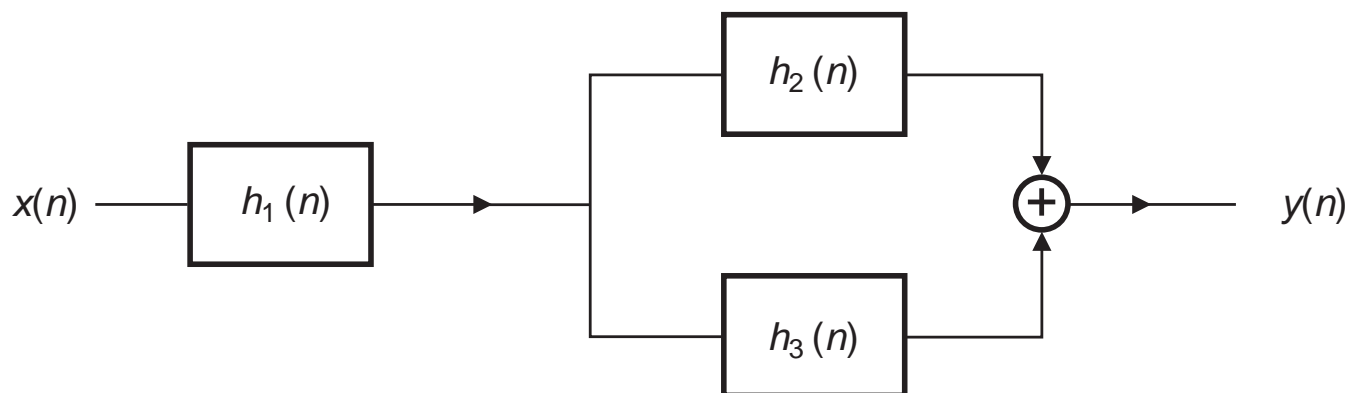 h₂ (n)
x(n)
h₁ (n)
+
y(n)
h₃ (n)